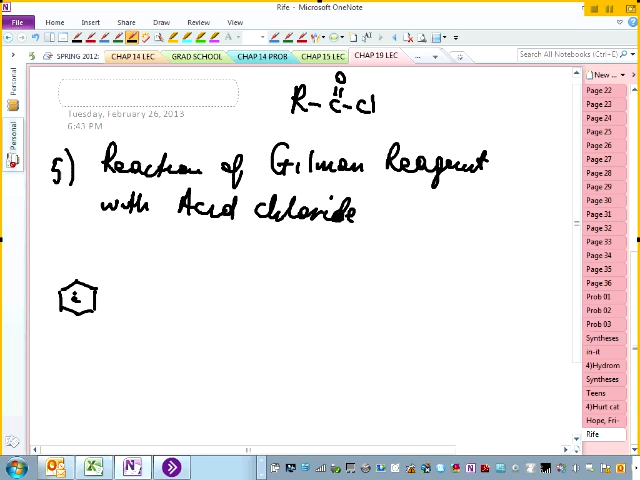 Rife - Microsoft OneNote
File Home Insert Share Draw Review View
SPRING 2012: CHAP 14 LEC GRAD SCHOOL CHAP 14 PROB CHAP 15 LEC CHAP 19 LEC ... Search All Notebooks (Ctrl+E)
Personal
Personal
New ...
Page 22
Page 23
Page 24
Page 25
Page 26
Page 27
Page 28
Page 29
Page 30
Page 31
Page 32
Page 33
Page 34
Page 35
Page 36
Prob 01
Prob 02
Prob 03
Syntheses
in-it
4)Hydrom
Syntheses
Teens
4)Hurt cat
Hope, Fri-
Rife
Tuesday, February 26, 2013
6:43 PM
O
R-C-Cl
5) Reaction of Gilman Reagent
with Acid chloride
i